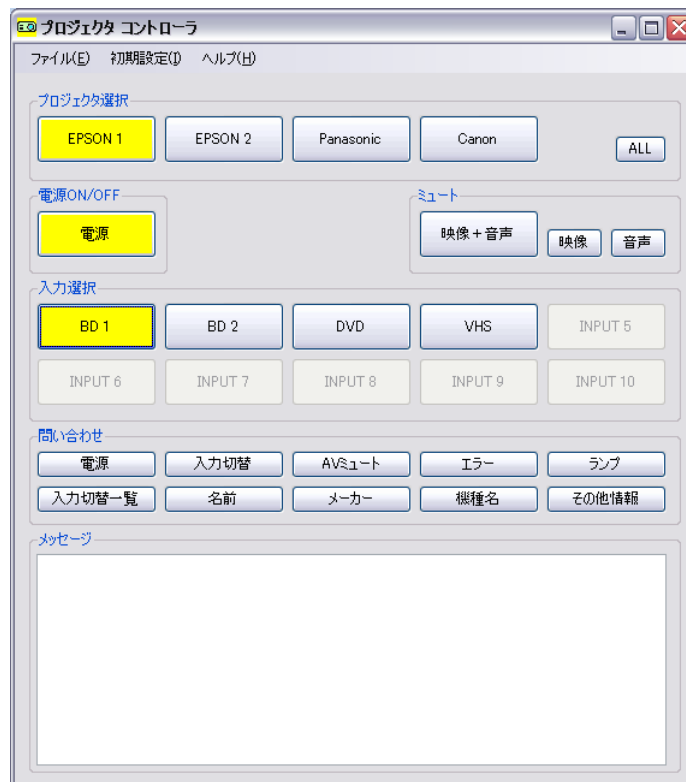 プロジェクタ コントローラ
ファイル(E) 初期設定(I) ヘルプ(H)
プロジェクタ選択
EPSON 1 EPSON 2 Panasonic Canon ALL
電源ON/OFF ミュート
電源 映像+音声 映像 音声
入力選択
BD 1 BD 2 DVD VHS INPUT 5
INPUT 6 INPUT 7 INPUT 8 INPUT 9 INPUT 10
問い合わせ
電源 入力切替 AVミュート エラー ランプ
入力切替一覧 名前 メーカー 機種名 その他情報
メッセージ